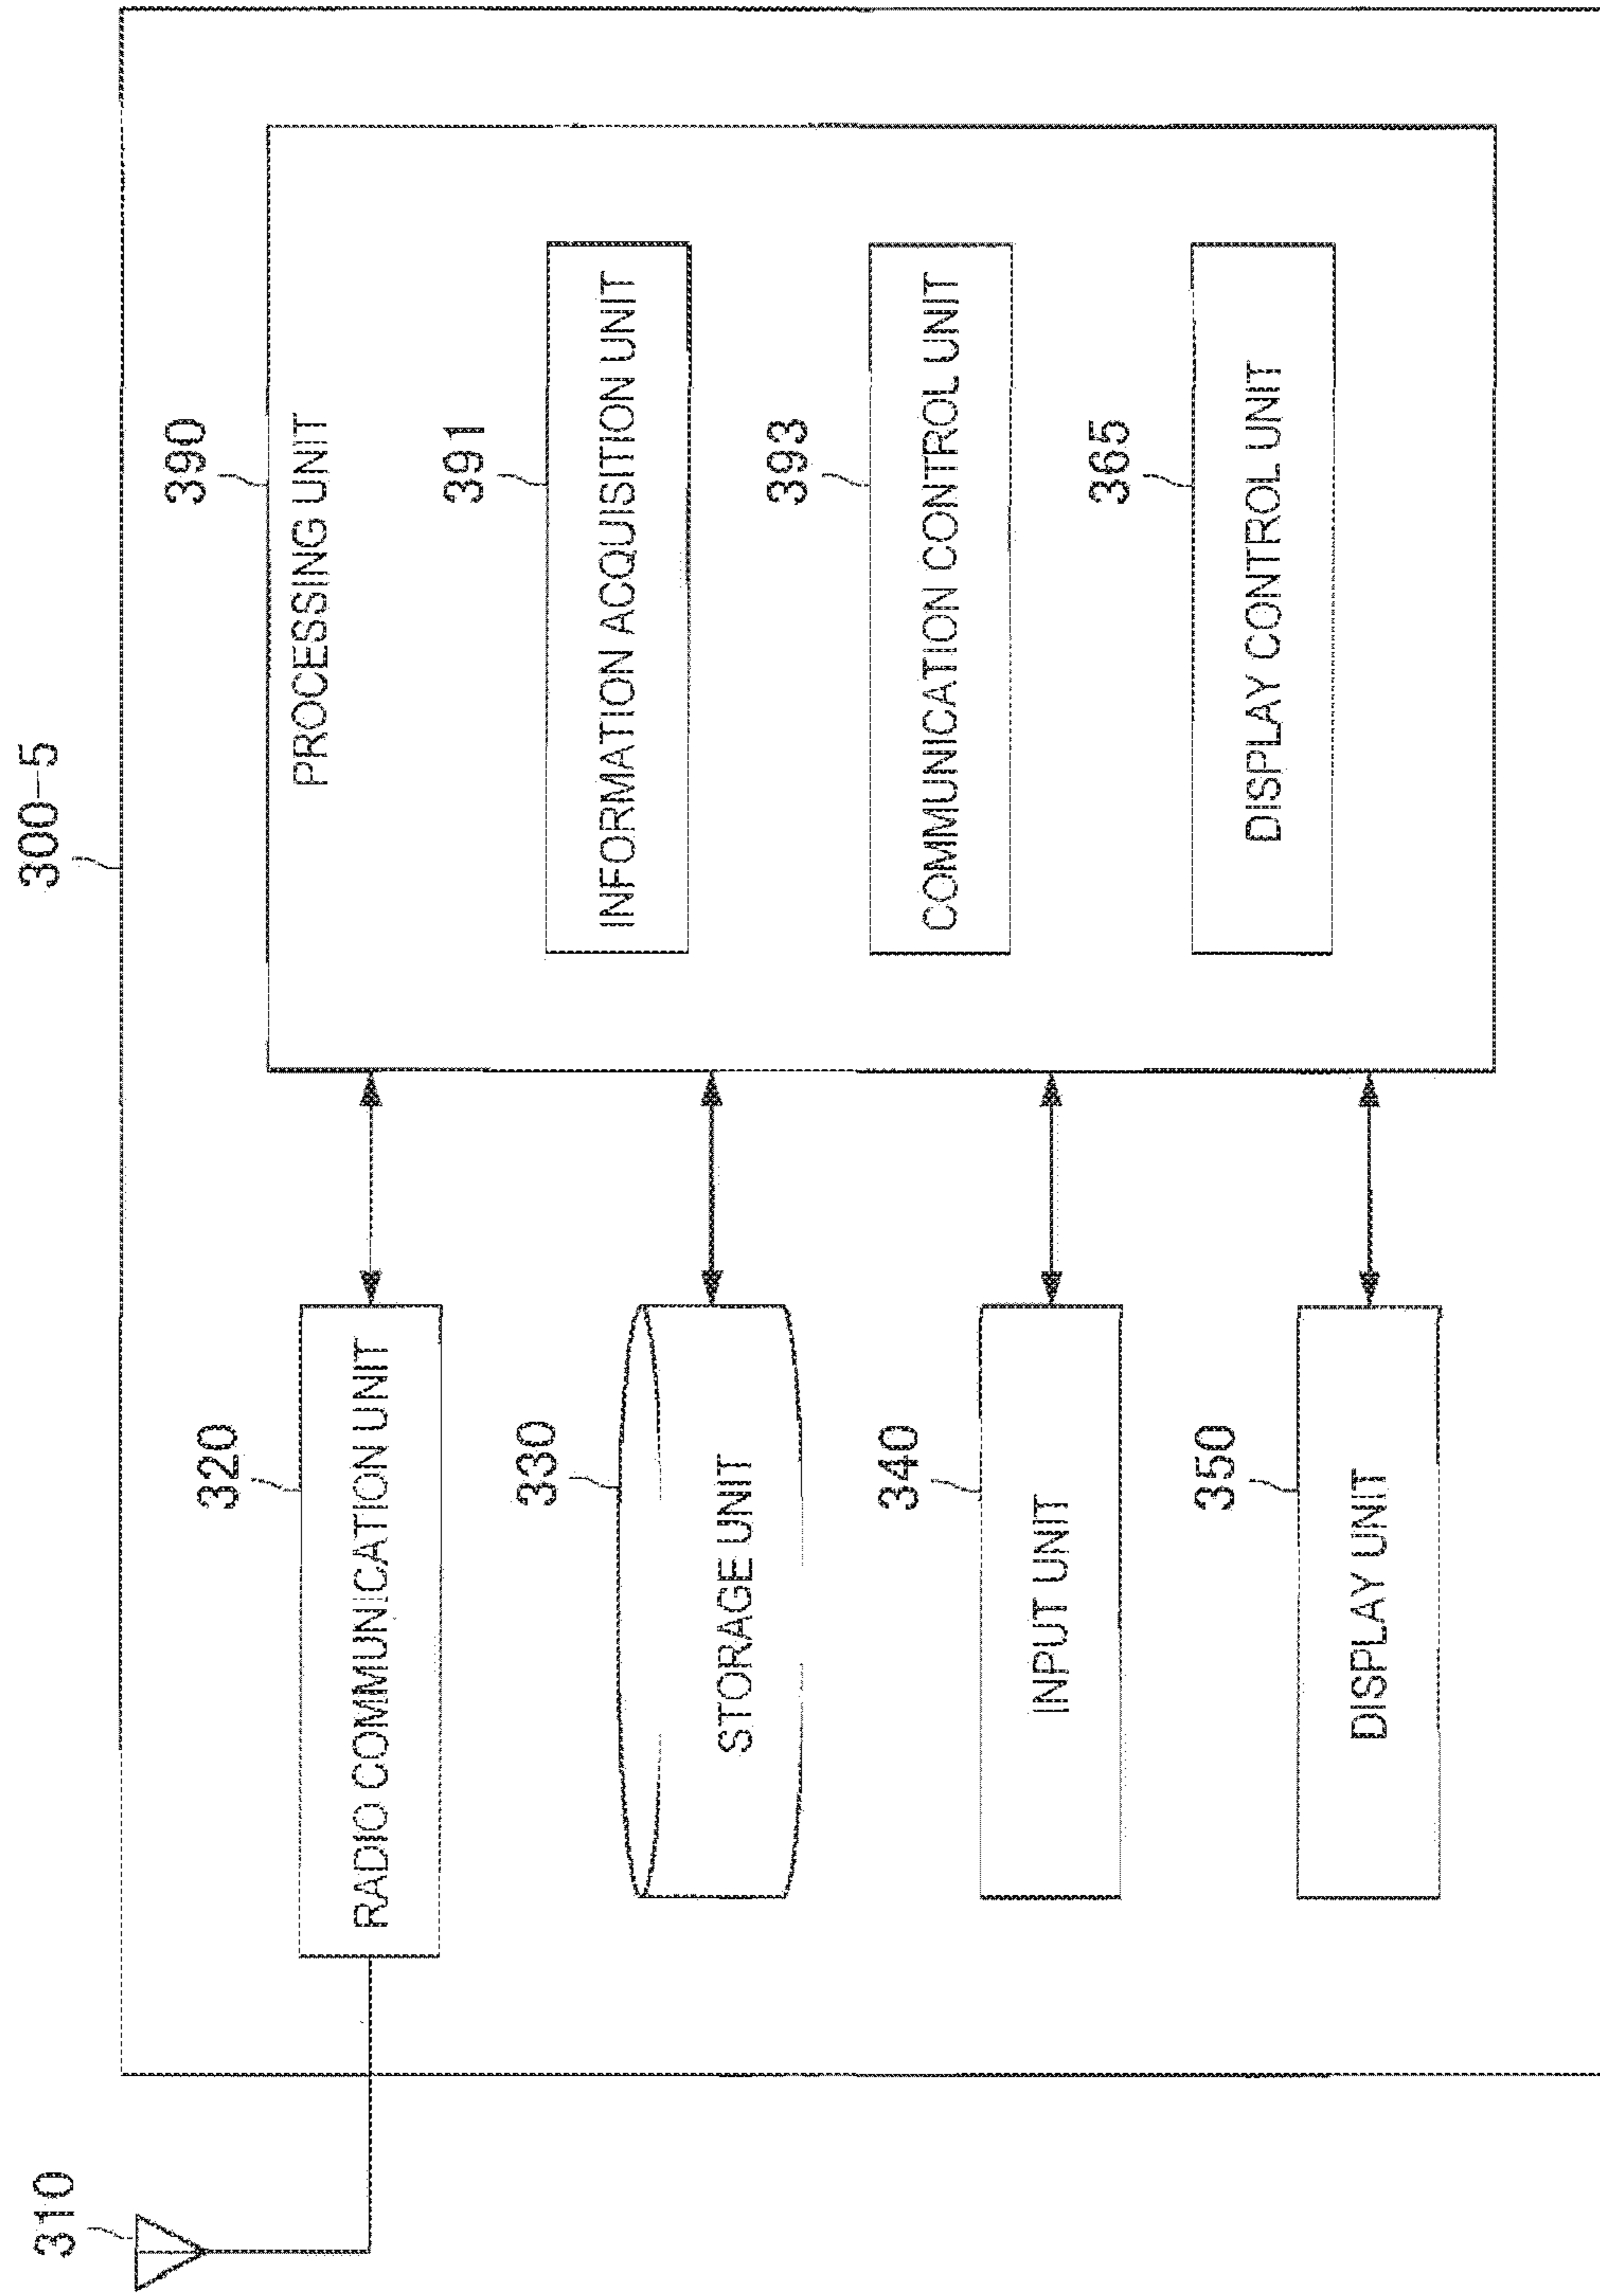 300-5
310
320
RADIO COMMUNICATION UNIT
330
STORAGE UNIT
340
INPUT UNIT
350
DISPLAY UNIT
390
PROCESSING UNIT
391
INFORMATION ACQUISITION UNIT
393
COMMUNICATION CONTROL UNIT
365
DISPLAY CONTROL UNIT